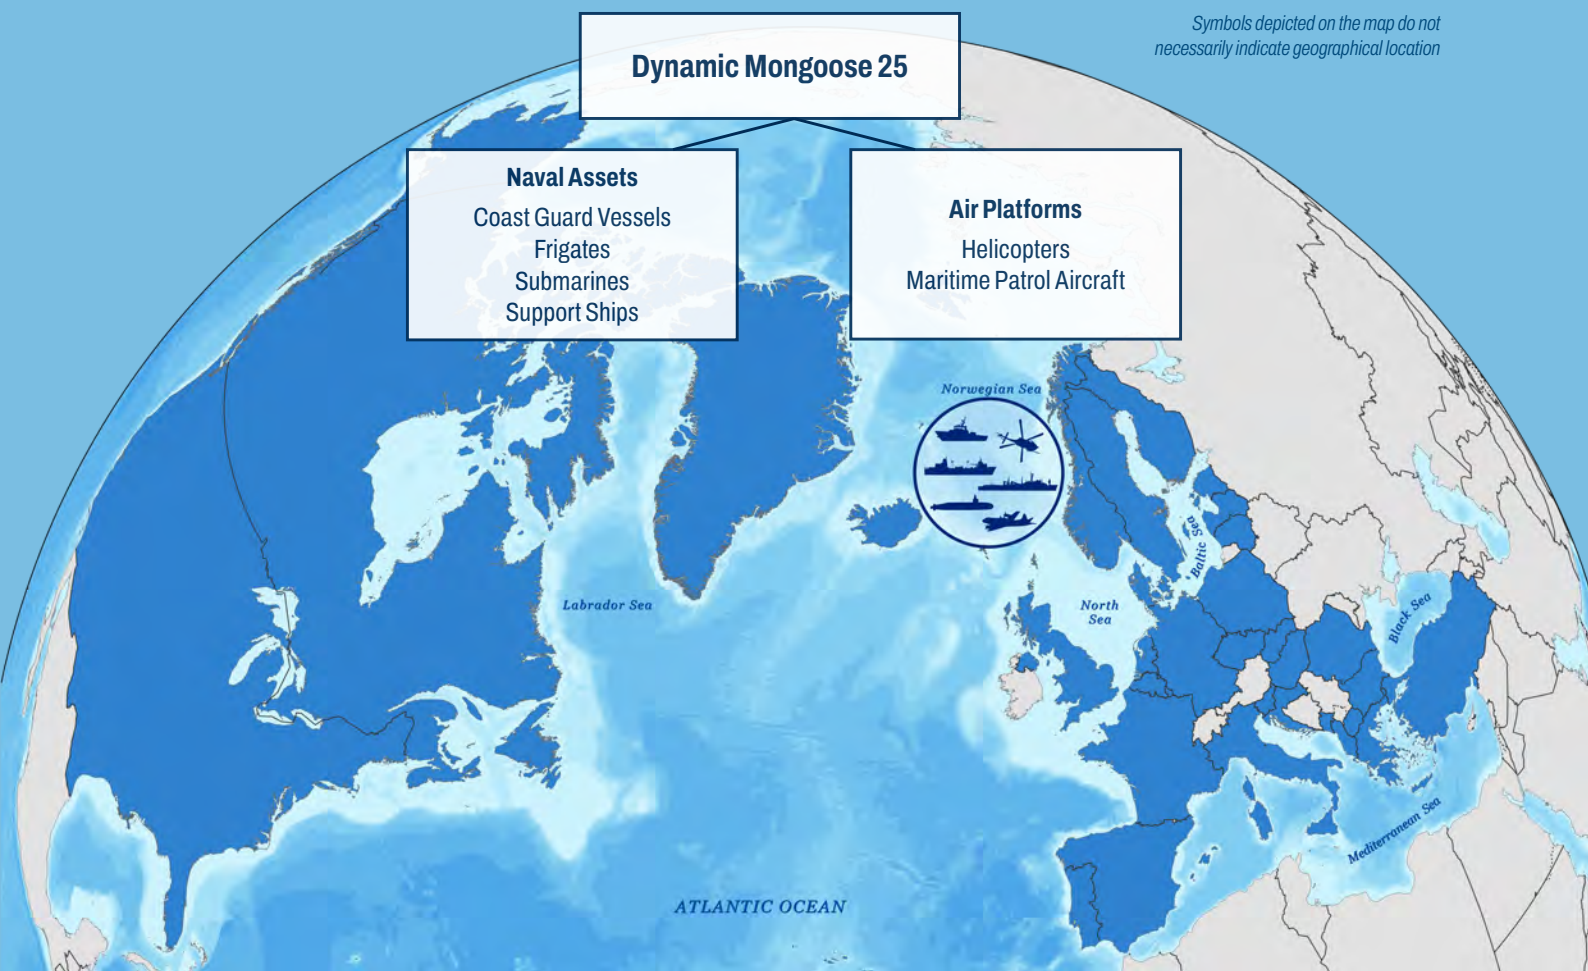 Symbols depicted on the map do not
necessarily indicate geographical location
Dynamic Mongoose 25
Naval Assets
Coast Guard Vessels
Frigates
Submarines
Support Ships
Air Platforms
Helicopters
Maritime Patrol Aircraft
Norwegian Sea
Baltic Sea
Labrador Sea
North
Sea
Black Sea
Mediterranean Sea
ATLANTIC OCEAN